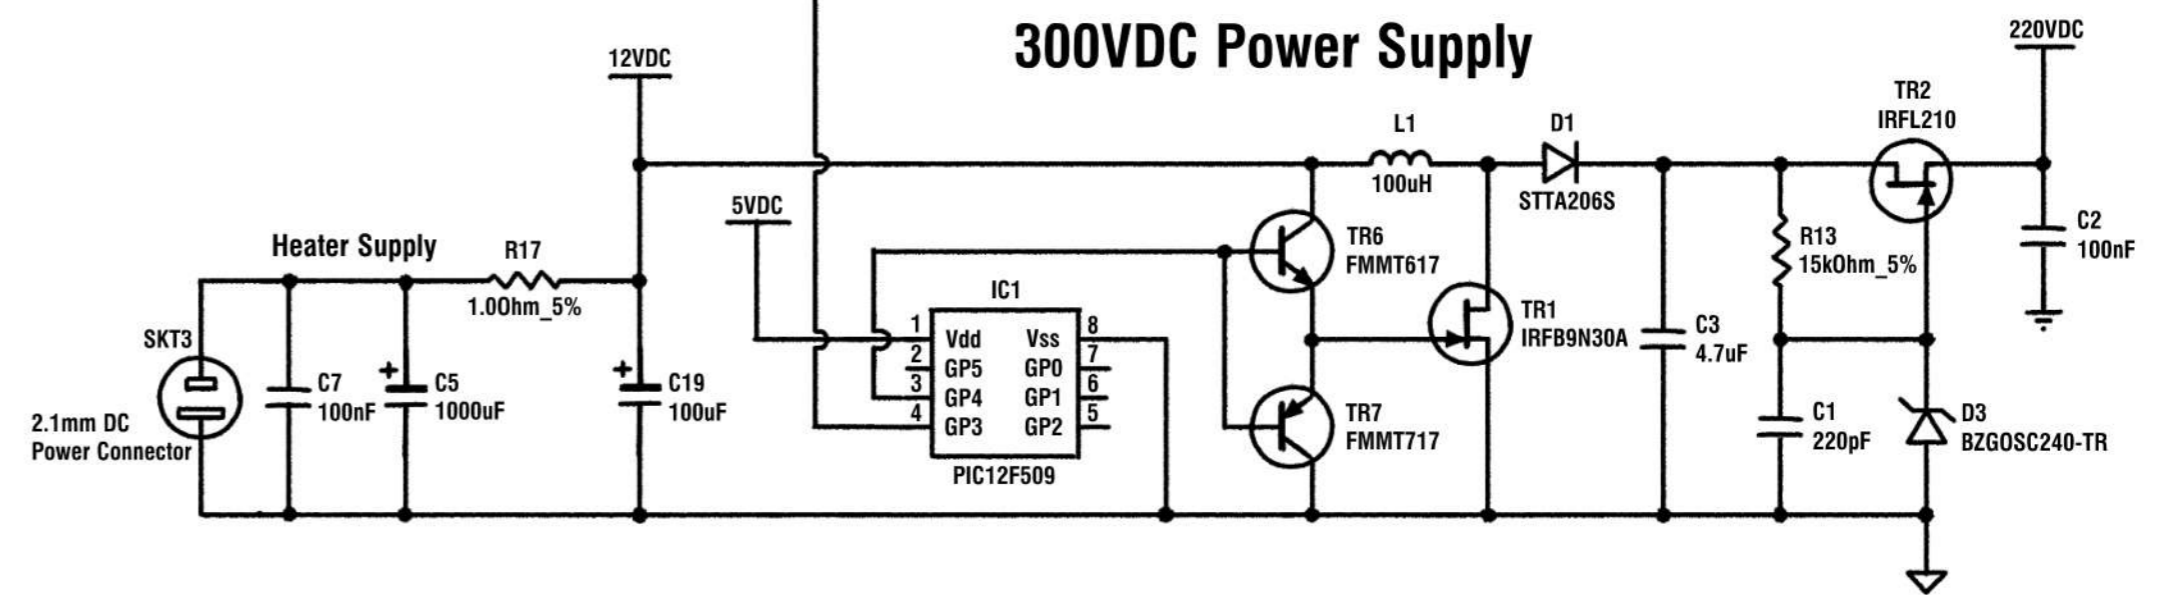 300VDC Power Supply
220VDC
12VDC
TR2
IRFL210
L1
100uH
D1
STTA206S
5VDC
C2
100nF
Heater Supply
R17
1.0Ohm_5%
TR6
FMMT617
R13
15kOhm_5%
IC1
1
2
3
4
Vdd
GP5
GP4
GP3
Vss
GP0
GP1
GP2
8
7
6
5
PIC12F509
TR1
IRFB9N30A
C3
4.7uF
SKT3
2.1mm DC
Power Connector
C7
100nF
+
C5
1000uF
+
C19
100uF
TR7
FMMT717
C1
220pF
D3
BZGOSC240-TR